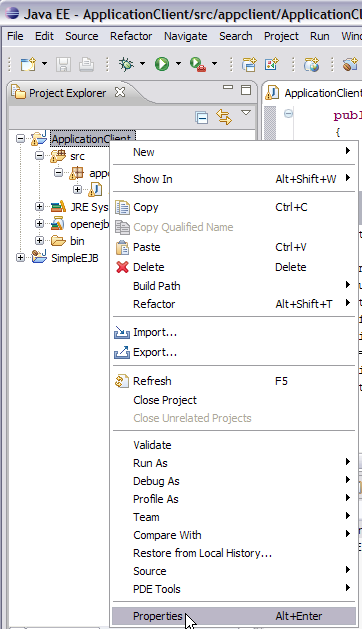 Java EE - ApplicationClient/src/appclient/ApplicationCl
File Edit Source Refactor Navigate Search Project Run Win
Project Explorer
ApplicationClient
ApplicationClient
src
appc
J
JRE Sys
openejb
bin
SimpleEJB
publ
{
New
Show In Alt+Shift+W
Copy Ctrl+C
Copy Qualified Name
Paste Ctrl+V
Delete Delete
Build Path
Refactor Alt+Shift+T
Import...
Export...
Refresh F5
Close Project
Close Unrelated Projects
Validate
Run As
Debug As
Profile As
Team
Compare With
Restore from Local History...
Source
PDE Tools
Properties Alt+Enter